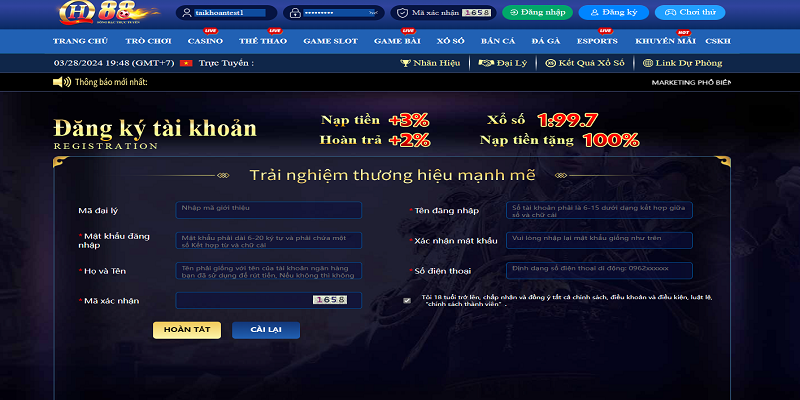 H 88
SÒNG BẠC TRỰC TUYẾN
taikhoantest1
•••••••••
Mã xác nhận 1658
Đăng nhập
Đăng ký
Chơi thử
LIVE LIVE LIVE LIVE HOT
TRANG CHỦ TRÒ CHƠI CASINO THỂ THAO GAME SLOT GAME BÀI XỔ SỐ BẮN CÁ ĐÁ GÀ ESPORTS KHUYẾN MÃI CSKH
03/28/2024 19:48 (GMT+7) Trực Tuyến : Nhãn Hiệu Đại Lý Kết Quả Xổ Số Link Dự Phòng
Thông báo mới nhất: MARKETING PHỔ BIẾN
Đăng ký tài khoản
REGISTRATION
Nạp tiền +3% Xổ số 1:99.7
Hoàn trả +2% Nạp tiền tặng 100%
Trải nghiệm thương hiệu mạnh mẽ
Mã đại lý
Nhập mã giới thiệu
* Tên đăng nhập
Số tài khoản phải là 6-15 dưới dạng kết hợp giữa
số và chữ cái
* Mật khẩu đăng
nhập
Mật khẩu phải dài 6-20 ký tự và phải chứa một
số Kết hợp từ và chữ cái
* Xác nhận mật khẩu
Vui lòng nhập lại mật khẩu giống như trên
* Họ và Tên
Tên phải giống với tên của tài khoản ngân hàng
bạn đã sử dụng để rút tiền, Nếu không thì không
* Số điện thoại
Định dạng số điện thoại di động: 0962xxxxxx
* Mã xác nhận
1658
Tôi 18 tuổi trở lên, chấp nhận và đồng ý tất cả chính sách, điều khoản và điều kiện, luật lệ,
"chính sách thành viên" .
HOÀN TẤT
CÀI LẠI